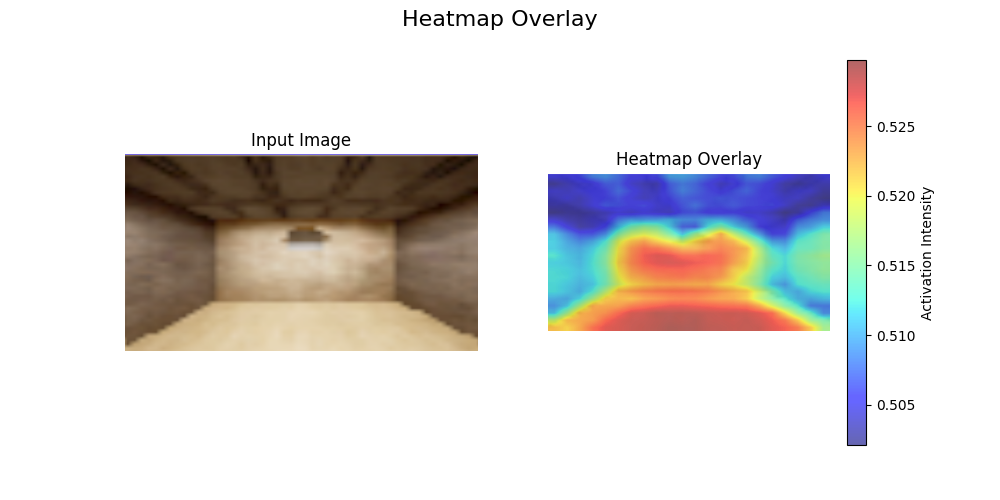 Heatmap Overlay
Input Image
Heatmap Overlay
0.525
0.520
0.515
0.510
0.505
Activation Intensity